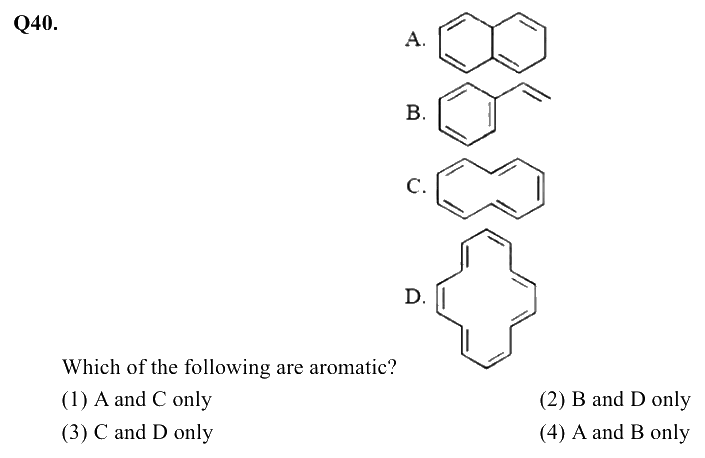 Q40.
A.
B.
C.
D.
Which of the following are aromatic?
(1) A and C only (2) B and D only
(3) C and D only (4) A and B only